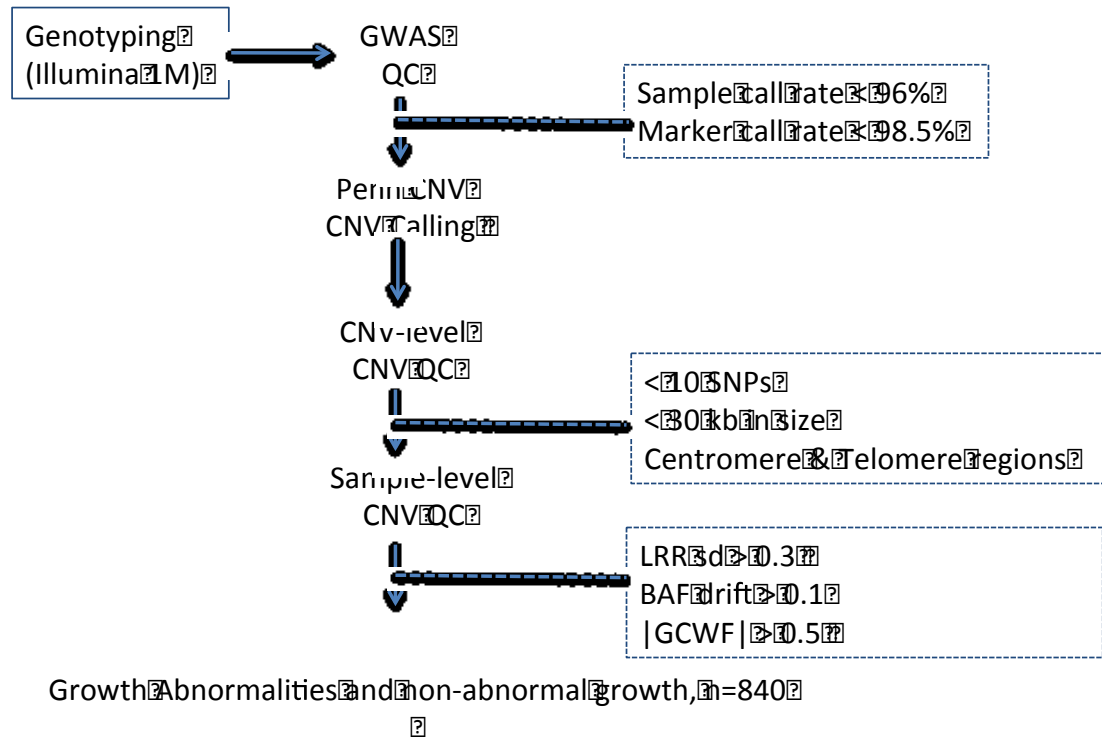 Genotyping
(Illumina 1M)
GWAS
QC
Sample call rate < 96%
Marker call rate < 98.5%
Penn CNV
CNV Calling
CNV-level
CNV QC
< 10 SNPs
< 30 kb in size
Centromere & Telomere regions
Sample-level
CNV QC
LRR sd > 0.3
BAF drift > 0.1
|GCWF| > 0.5
Growth Abnormalities and non-abnormal growth, n=840